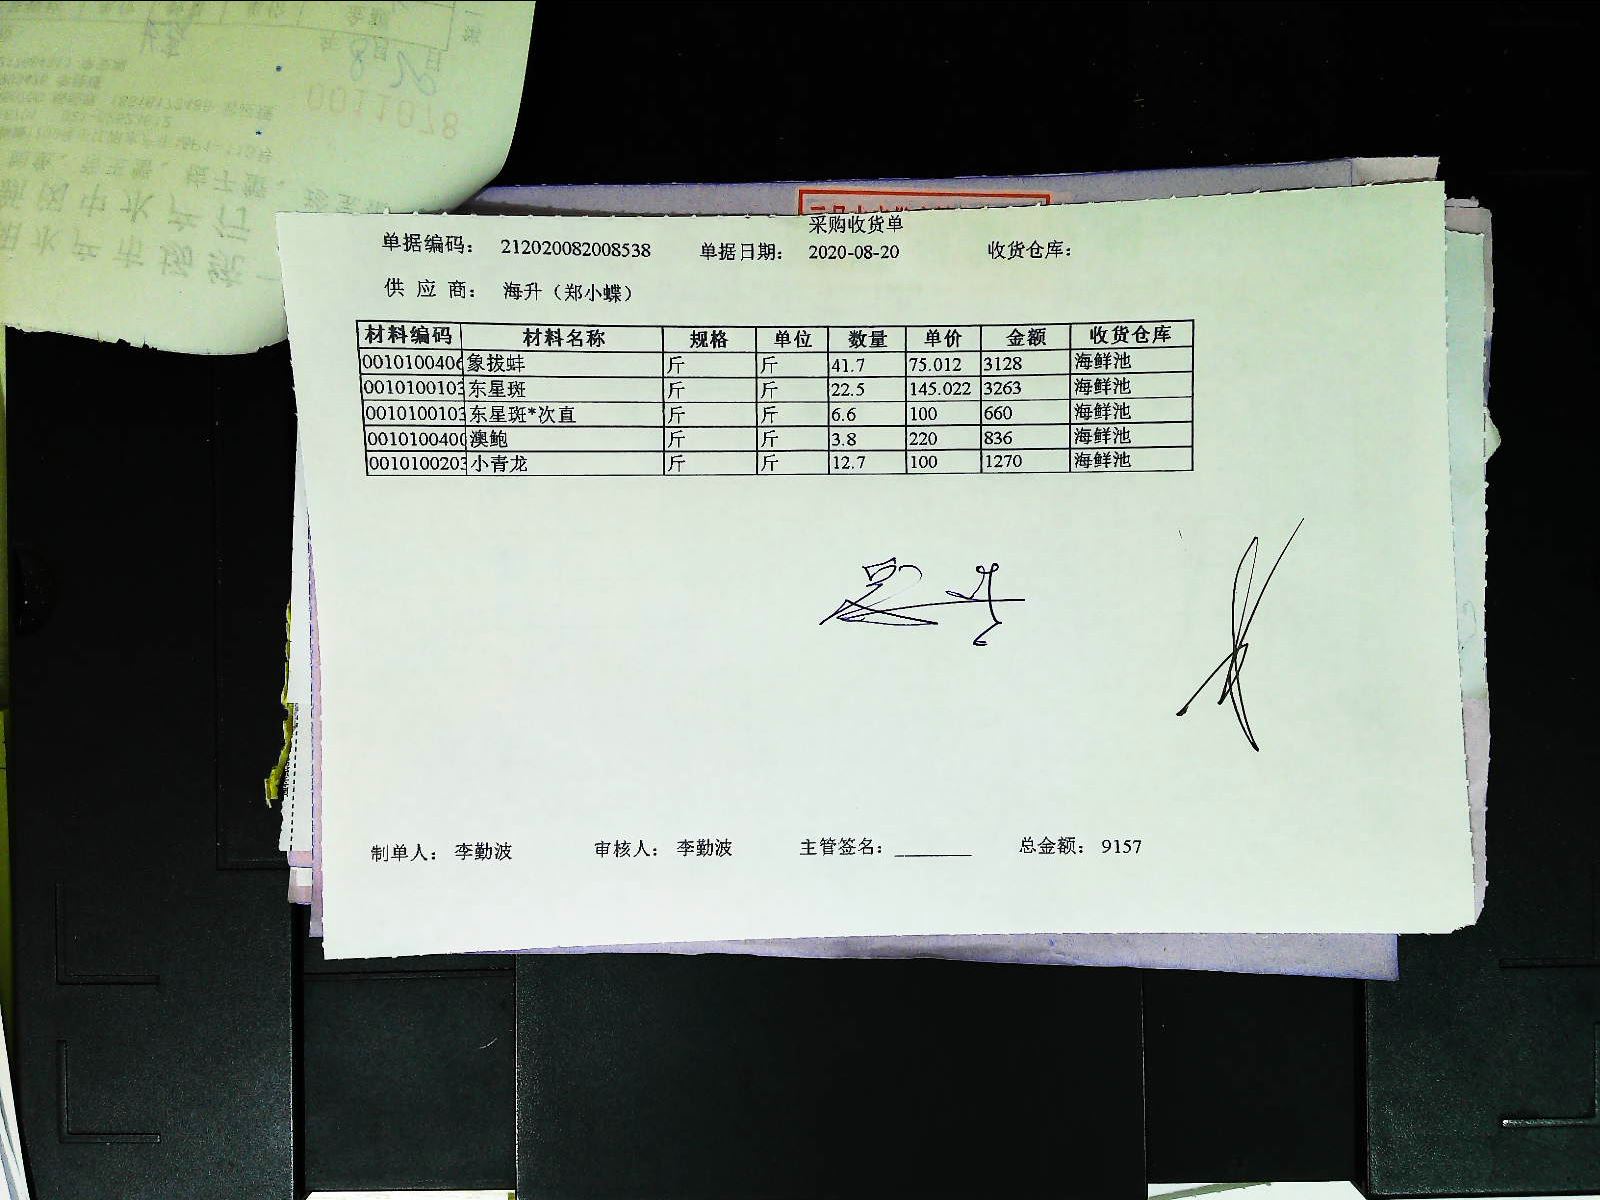 采购收货单
单据编码： 212020082008538 单据日期： 2020-08-20 收货仓库：
供 应 商： 海升（郑小蝶）
材料编码 材料名称 规格 单位 数量 单价 金额 收货仓库
0010100406 象拔蚌 斤 斤 41.7 75.012 3128 海鲜池
0010100103 东星斑 斤 斤 22.5 145.022 3263 海鲜池
0010100103 东星斑*次直 斤 斤 6.6 100 660 海鲜池
0010100400 澳鲍 斤 斤 3.8 220 836 海鲜池
0010100203 小青龙 斤 斤 12.7 100 1270 海鲜池
制单人： 李勤波 审核人： 李勤波 主管签名： 总金额： 9157
0011078